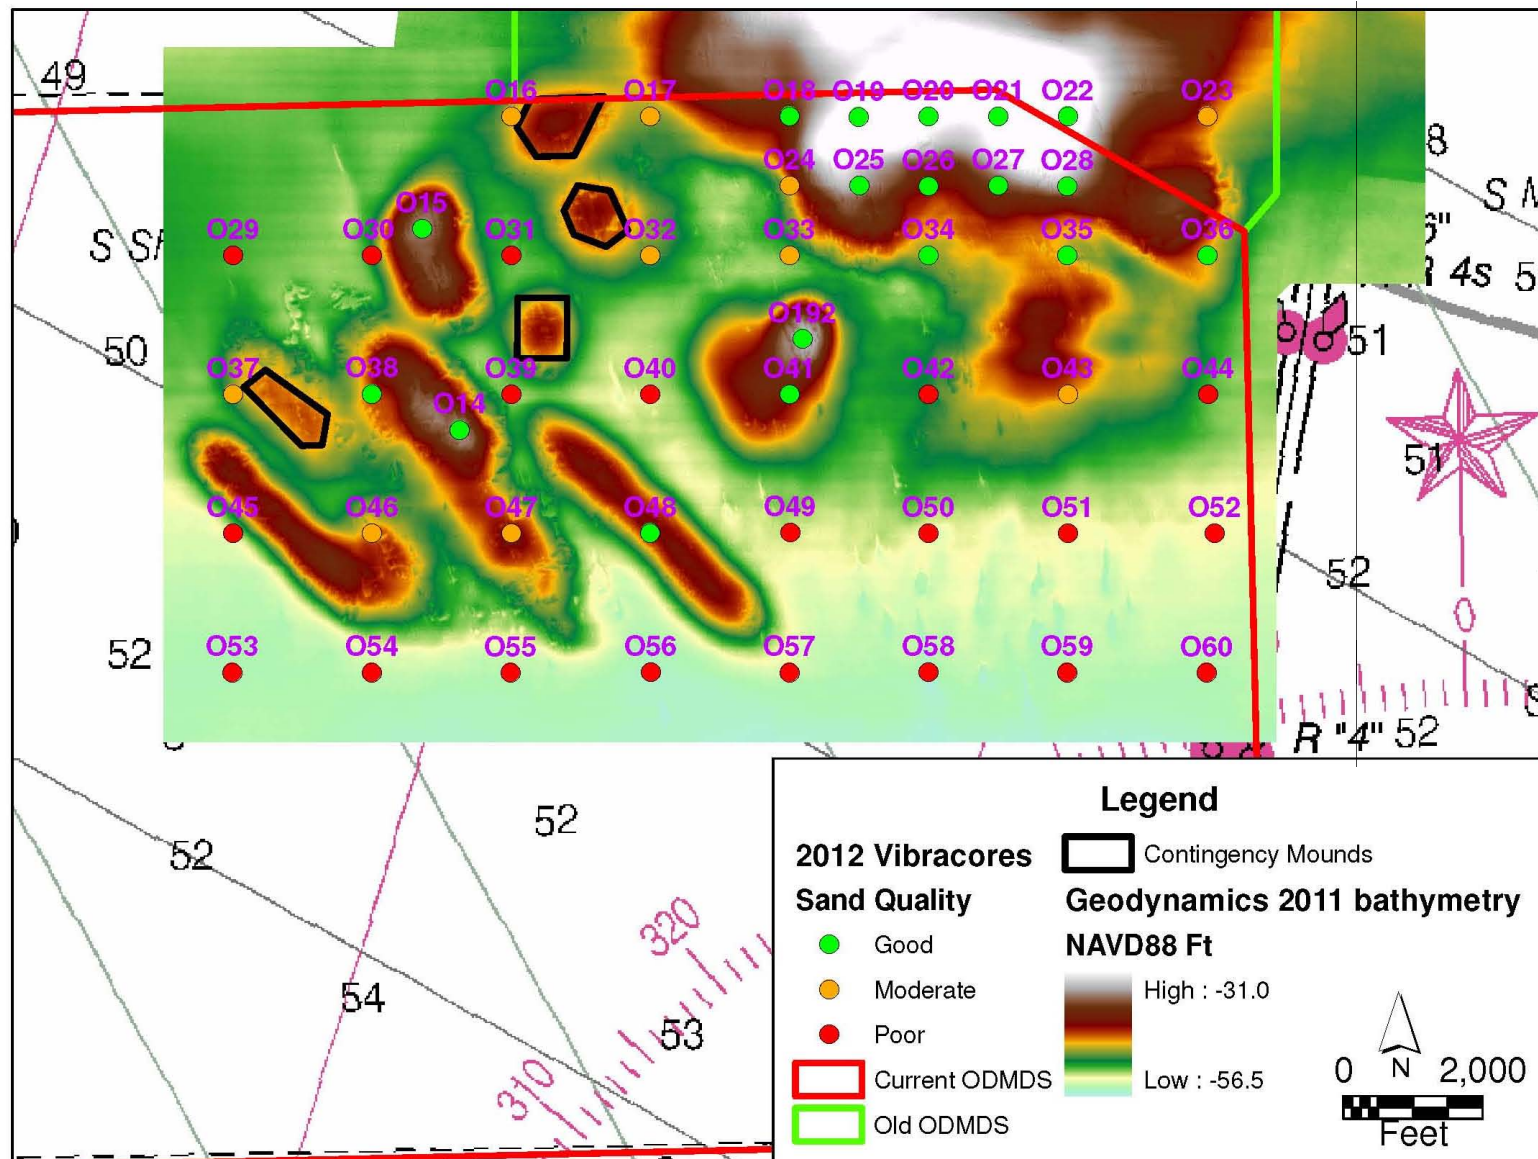 49
O16 O17 O18 O19 O20 O21 O22 O23
8
O24 O25 O26 O27 O28
S M
O15
O29 O30 O31 O32 O33 O34 O35 O36
6"
S Sh
R 4s 5
O192
50
51
O37 O38 O39 O40 O41 O42 O43 O44
O14
51
O45 O46 O47 O48 O49 O50 O51 O52
52
52
O53 O54 O55 O56 O57 O58 O59 O60
R "4" 52
52
52
54
53
320
310
Legend
2012 Vibracores
Contingency Mounds
Sand Quality
Geodynamics 2011 bathymetry
Good
NAVD88 Ft
Moderate
High : -31.0
Poor
Current ODMDS
Low : -56.5
Old ODMDS
N
0 2,000
Feet